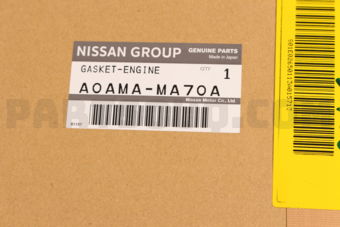 NISSAN GROUP GENUINE PARTS
Made in Japan
GASKET-ENGINE QTY 1
A0AMA-MA70A
Nissan Motor Co., Ltd.